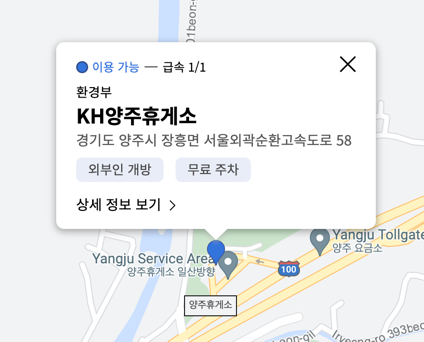 이용 가능 — 급속 1/1
환경부
KH양주휴게소
경기도 양주시 장흥면 서울외곽순환고속도로 58
외부인 개방
무료 주차
상세 정보 보기 >
Yangju Service Area
양주휴게소 일산방향
Yangju Tollgate
양주 요금소
100
양주휴게소
393beo